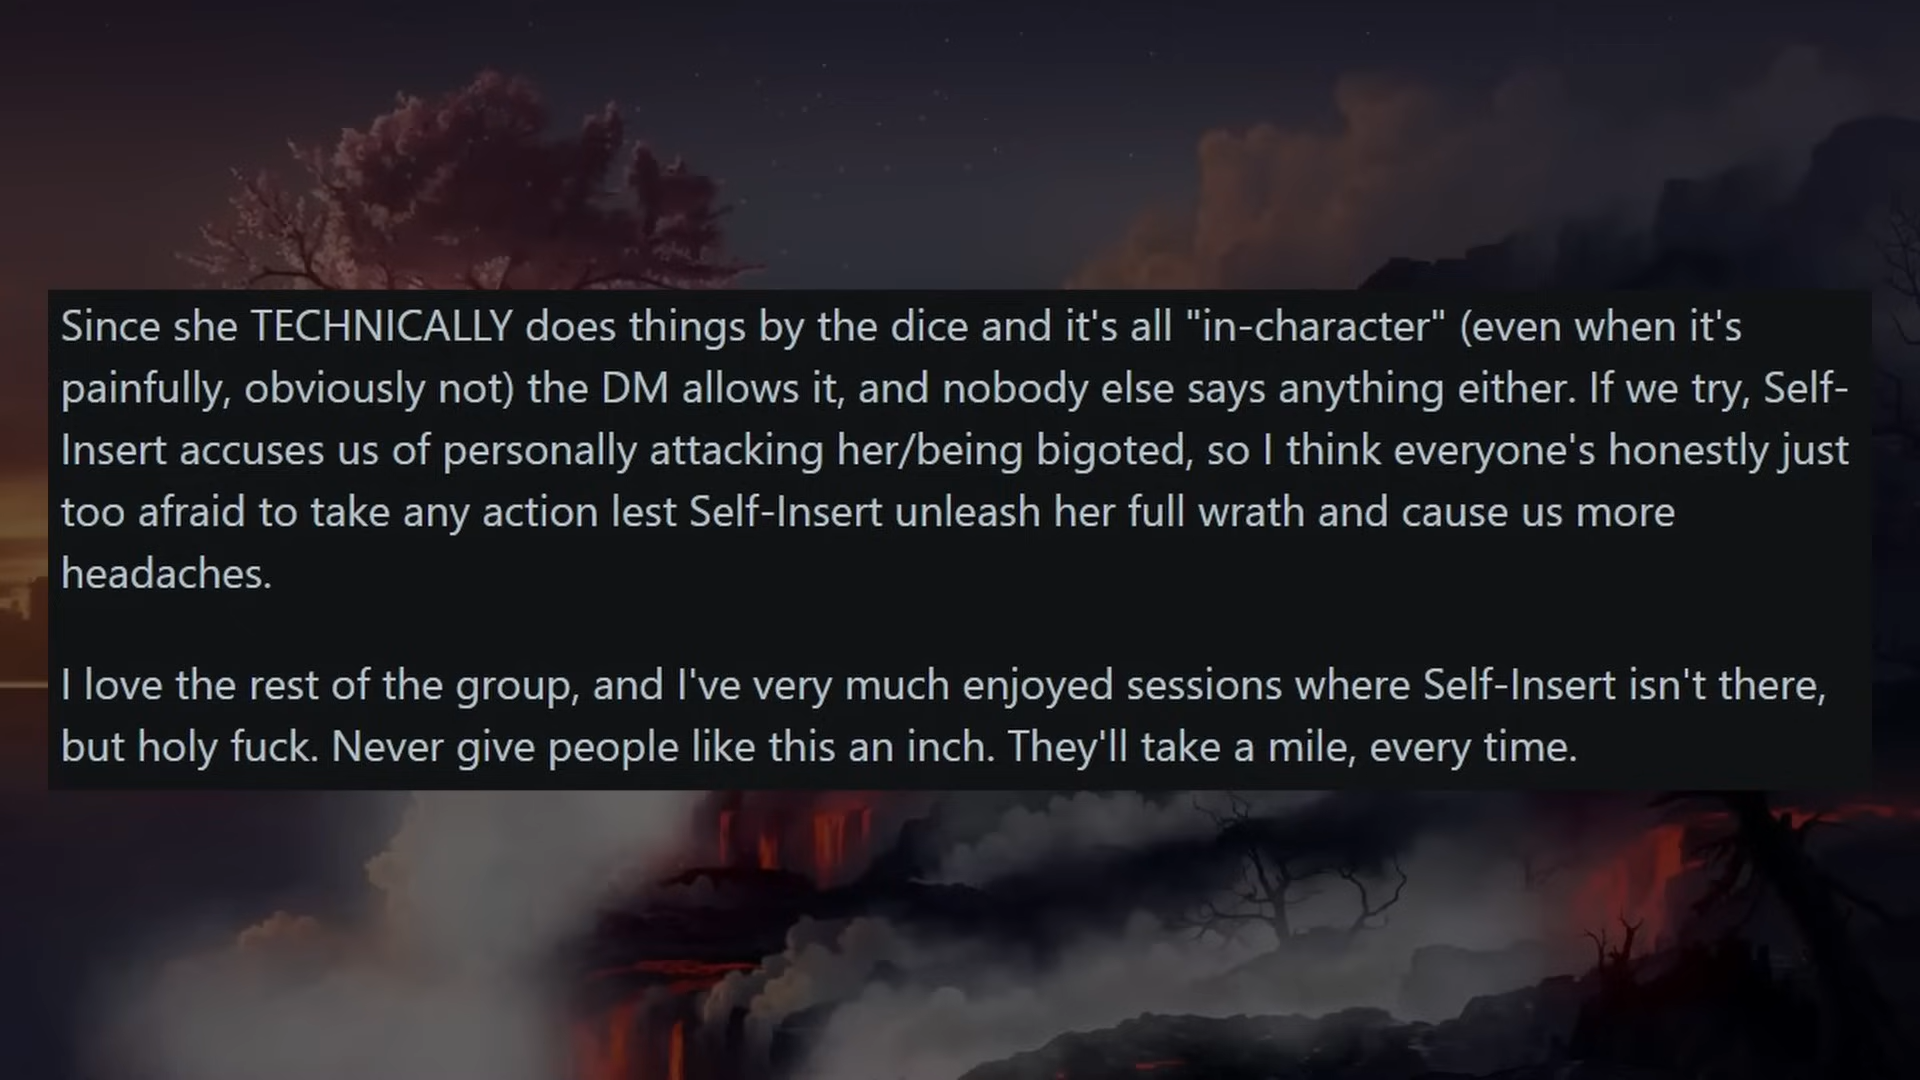 Since she TECHNICALLY does things by the dice and it's all "in-character" (even when it's
painfully, obviously not) the DM allows it, and nobody else says anything either. If we try, Self-
Insert accuses us of personally attacking her/being bigoted, so I think everyone's honestly just
too afraid to take any action lest Self-Insert unleash her full wrath and cause us more
headaches.
I love the rest of the group, and I've very much enjoyed sessions where Self-Insert isn't there,
but holy fuck. Never give people like this an inch. They'll take a mile, every time.